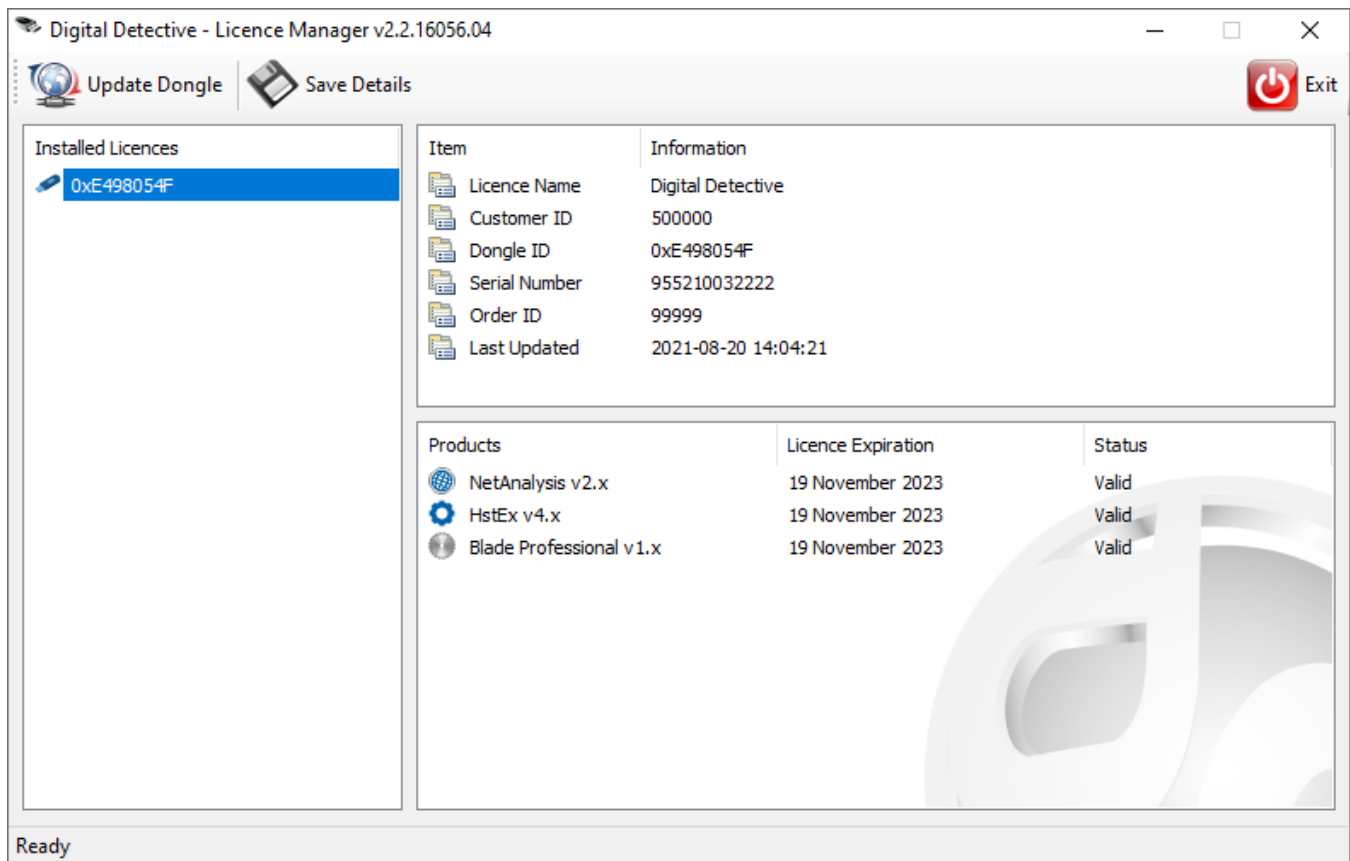 Digital Detective - Licence Manager v2.2.16056.04
Update Dongle Save Details Exit
Installed Licences
0xE498054F
Item Information
Licence Name Digital Detective
Customer ID 500000
Dongle ID 0xE498054F
Serial Number 955210032222
Order ID 99999
Last Updated 2021-08-20 14:04:21
Products Licence Expiration Status
NetAnalysis v2.x 19 November 2023 Valid
HstEx v4.x 19 November 2023 Valid
Blade Professional v1.x 19 November 2023 Valid
Ready